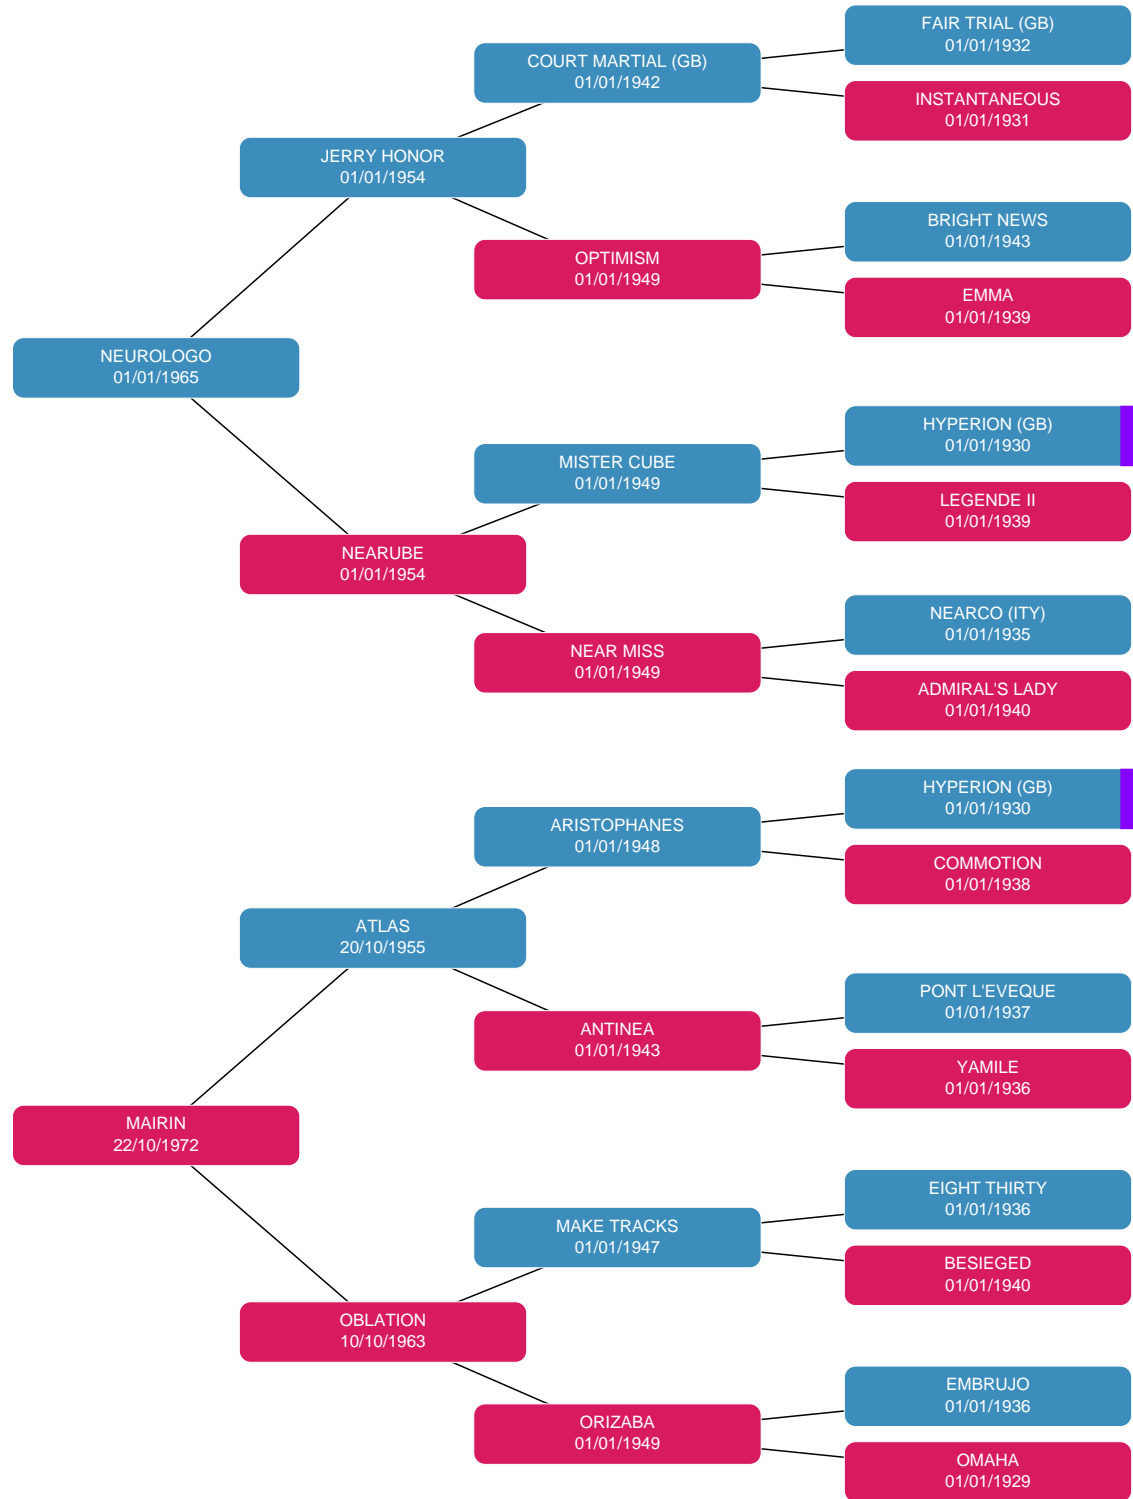 FAIR TRIAL (GB)
01/01/1932
COURT MARTIAL (GB)
01/01/1942
INSTANTANEOUS
01/01/1931
JERRY HONOR
01/01/1954
BRIGHT NEWS
01/01/1943
OPTIMISM
01/01/1949
EMMA
01/01/1939
NEUROLOGO
01/01/1965
HYPERION (GB)
01/01/1930
MISTER CUBE
01/01/1949
LEGENDE II
01/01/1939
NEARUBE
01/01/1954
NEARCO (ITY)
01/01/1935
NEAR MISS
01/01/1949
ADMIRAL'S LADY
01/01/1940
HYPERION (GB)
01/01/1930
ARISTOPHANES
01/01/1948
COMMOTION
01/01/1938
ATLAS
20/10/1955
PONT L'EVEQUE
01/01/1937
ANTINEA
01/01/1943
YAMILE
01/01/1936
MAIRIN
22/10/1972
EIGHT THIRTY
01/01/1936
MAKE TRACKS
01/01/1947
BESIEGED
01/01/1940
OBLATION
10/10/1963
EMBRUJO
01/01/1936
ORIZABA
01/01/1949
OMAHA
01/01/1929